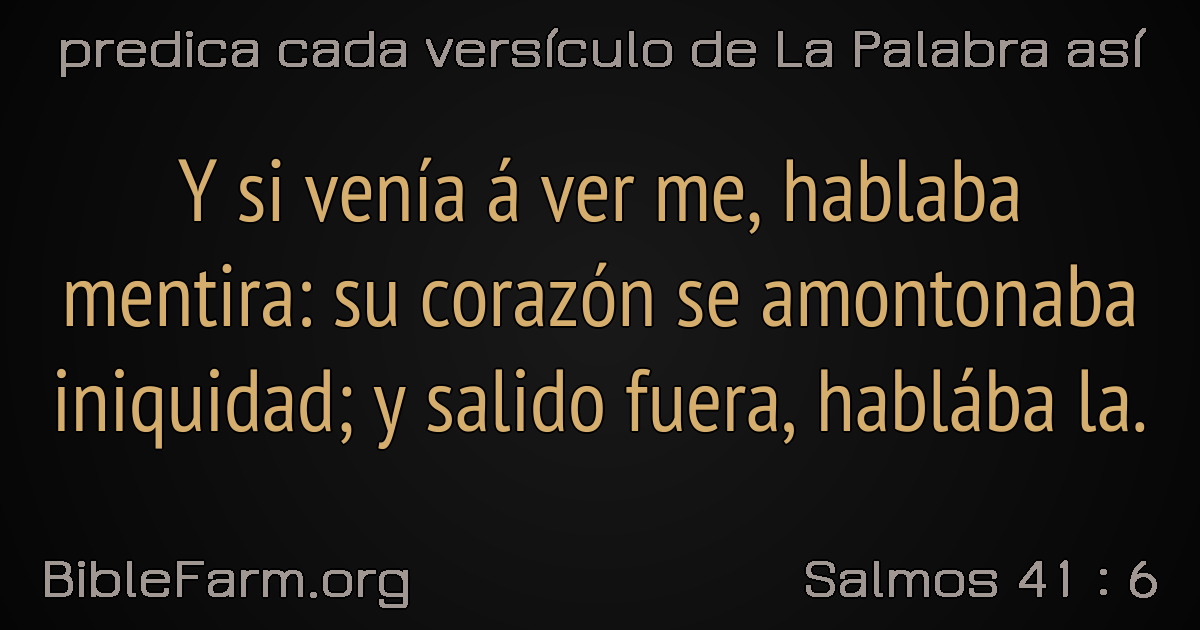 predica cada versículo de La Palabra así
Y si venía á ver me, hablaba
mentira: su corazón se amontonaba
iniquidad; y salido fuera, hablába la.
BibleFarm.org
Salmos 41 : 6